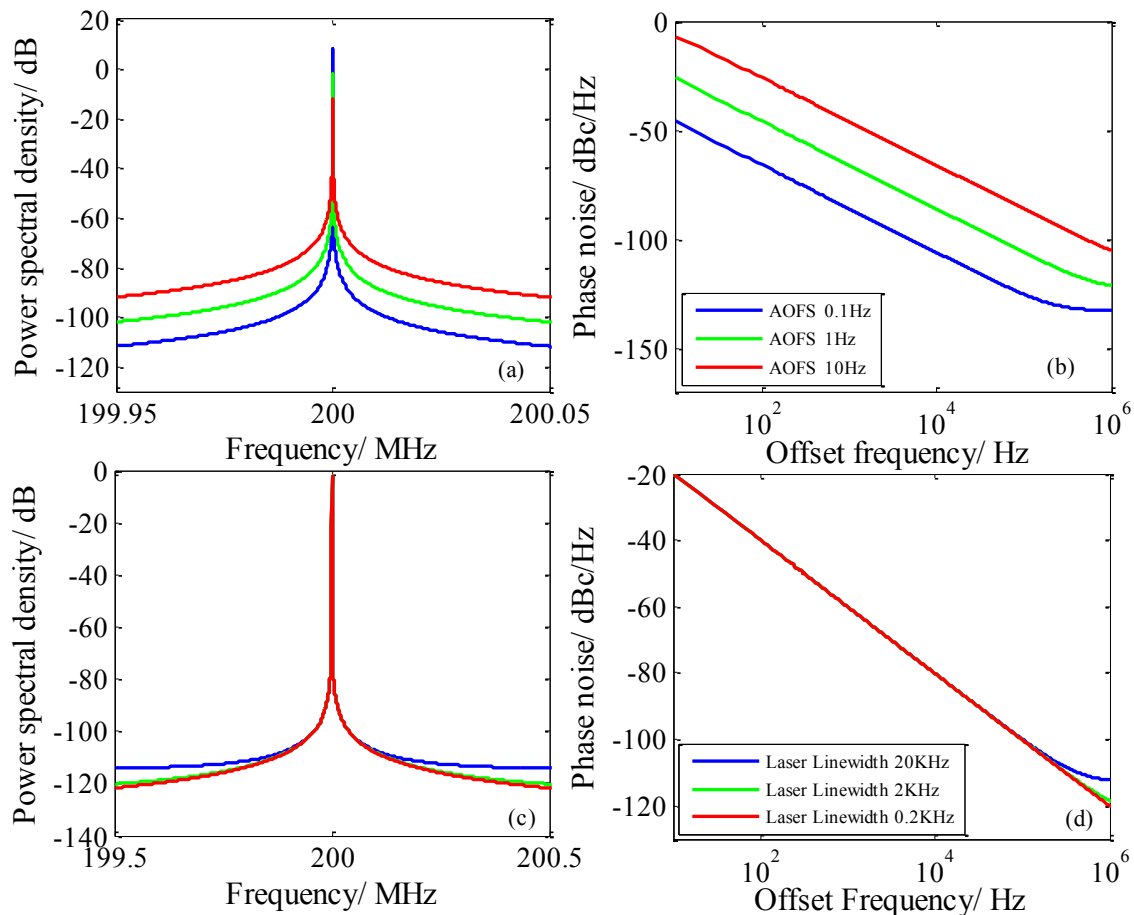 Power spectral density/ dB
20
0
-20
-40
-60
-80
-100
-120
199.95
200
200.05
Frequency/ MHz
(a)
Phase noise/ dBc/Hz
0
-50
-100
-150
10^2
10^4
10^6
Offset frequency/ Hz
AOFS 0.1Hz
AOFS 1Hz
AOFS 10Hz
(b)
Power spectral density/ dB
0
-20
-40
-60
-80
-100
-120
-140
199.5
200
200.5
Frequency/ MHz
(c)
Phase noise/ dBc/Hz
-20
-40
-60
-80
-100
-120
10^2
10^4
10^6
Offset Frequency/ Hz
Laser Linewidth 20KHz
Laser Linewidth 2KHz
Laser Linewidth 0.2KHz
(d)